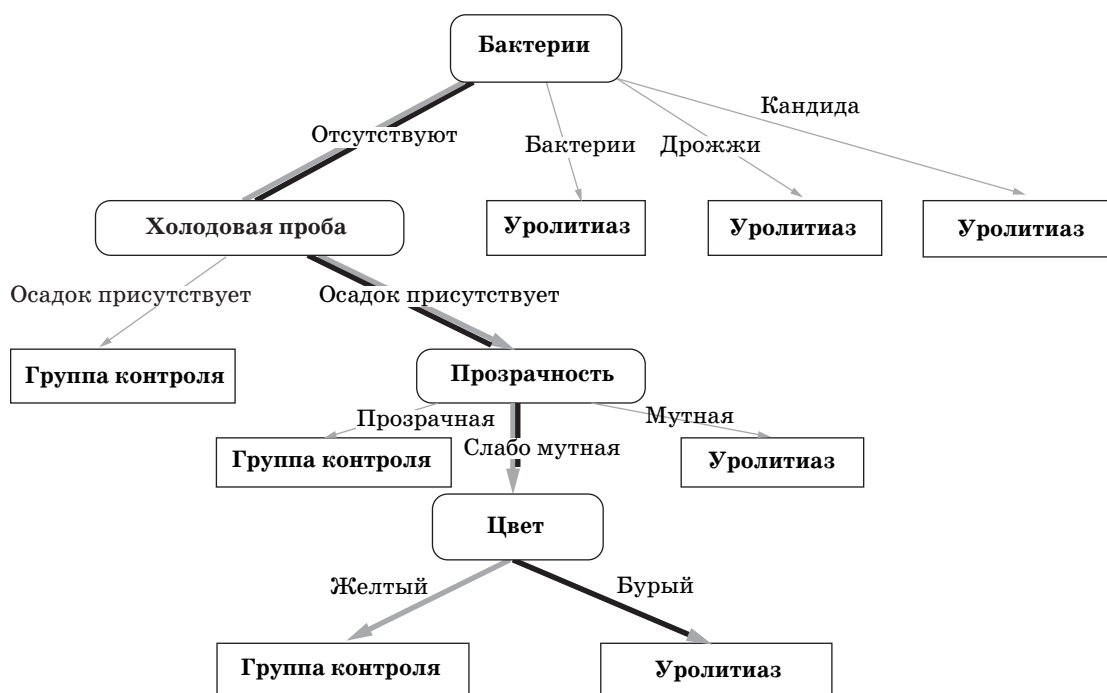 Бактерии
Кандида
Отсутствуют
Бактерии
Дрожжи
Холодовая проба
Уролитиаз
Уролитиаз
Уролитиаз
Осадок присутствует
Осадок присутствует
Группа контроля
Прозрачность
Прозрачная
Слабо мутная
Мутная
Группа контроля
Уролитиаз
Цвет
Желтый
Бурый
Группа контроля
Уролитиаз